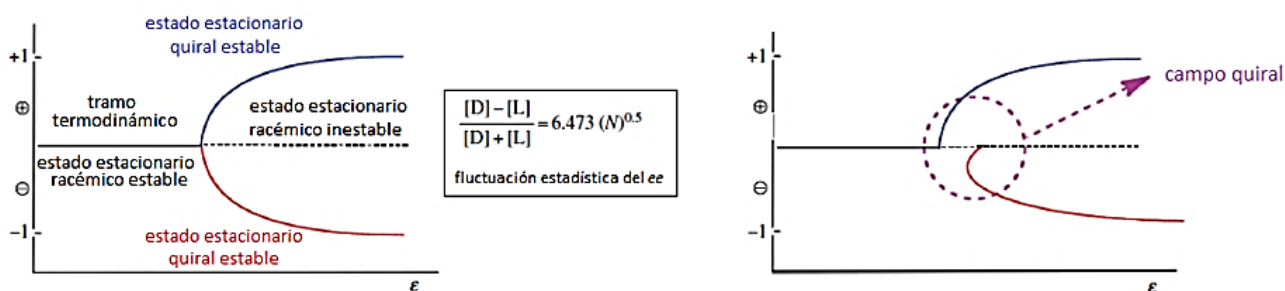 estado estacionario
quiral estable
+1
⊕
tramo
termodinámico
estado estacionario
racémico inestable
estado estacionario
racémico estable
⊖
−1
estado estacionario
quiral estable
ε
[D]−[L]
[D]+[L]
=6.473 (N)^0.5
fluctuación estadística del ee
+1
⊕
⊖
−1
campo quiral
ε